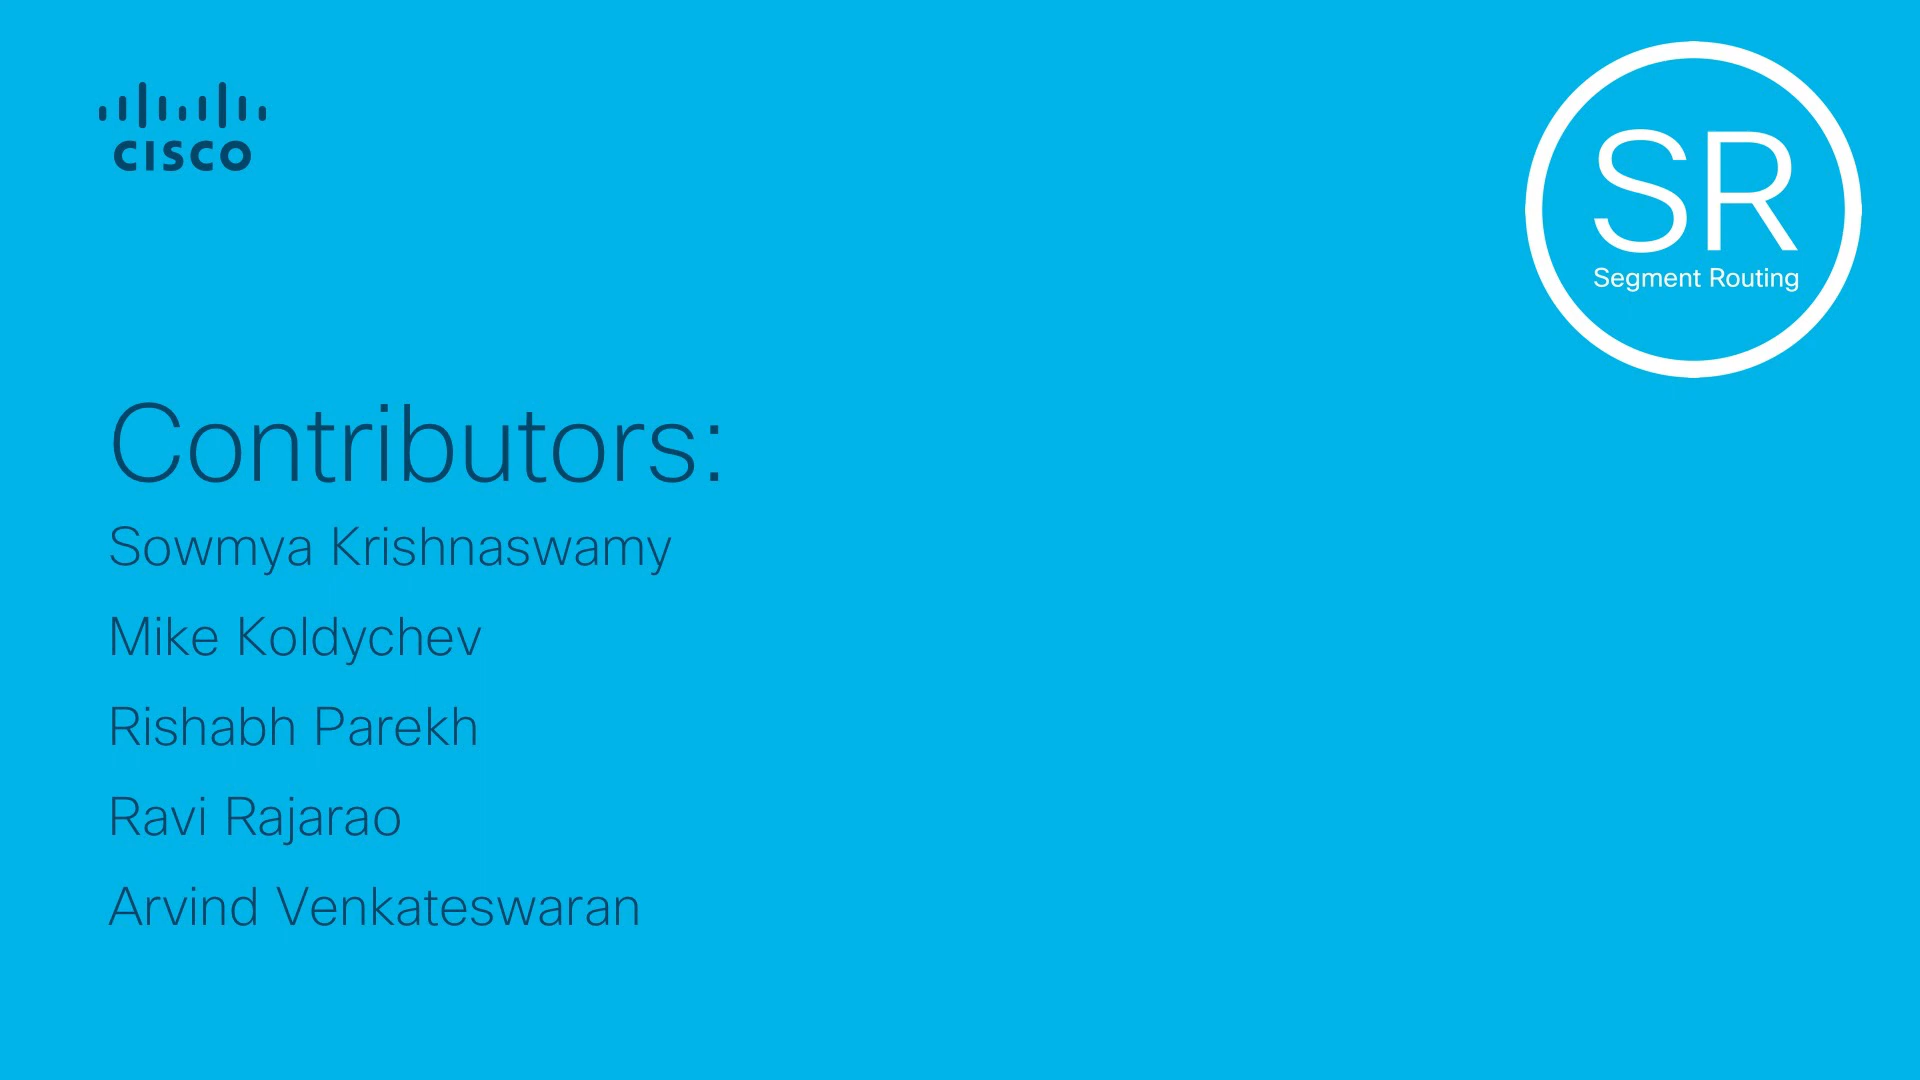 CISCO
SR
Segment Routing
Contributors:
Sowmya Krishnaswamy
Mike Koldychev
Rishabh Parekh
Ravi Rajarao
Arvind Venkateswaran